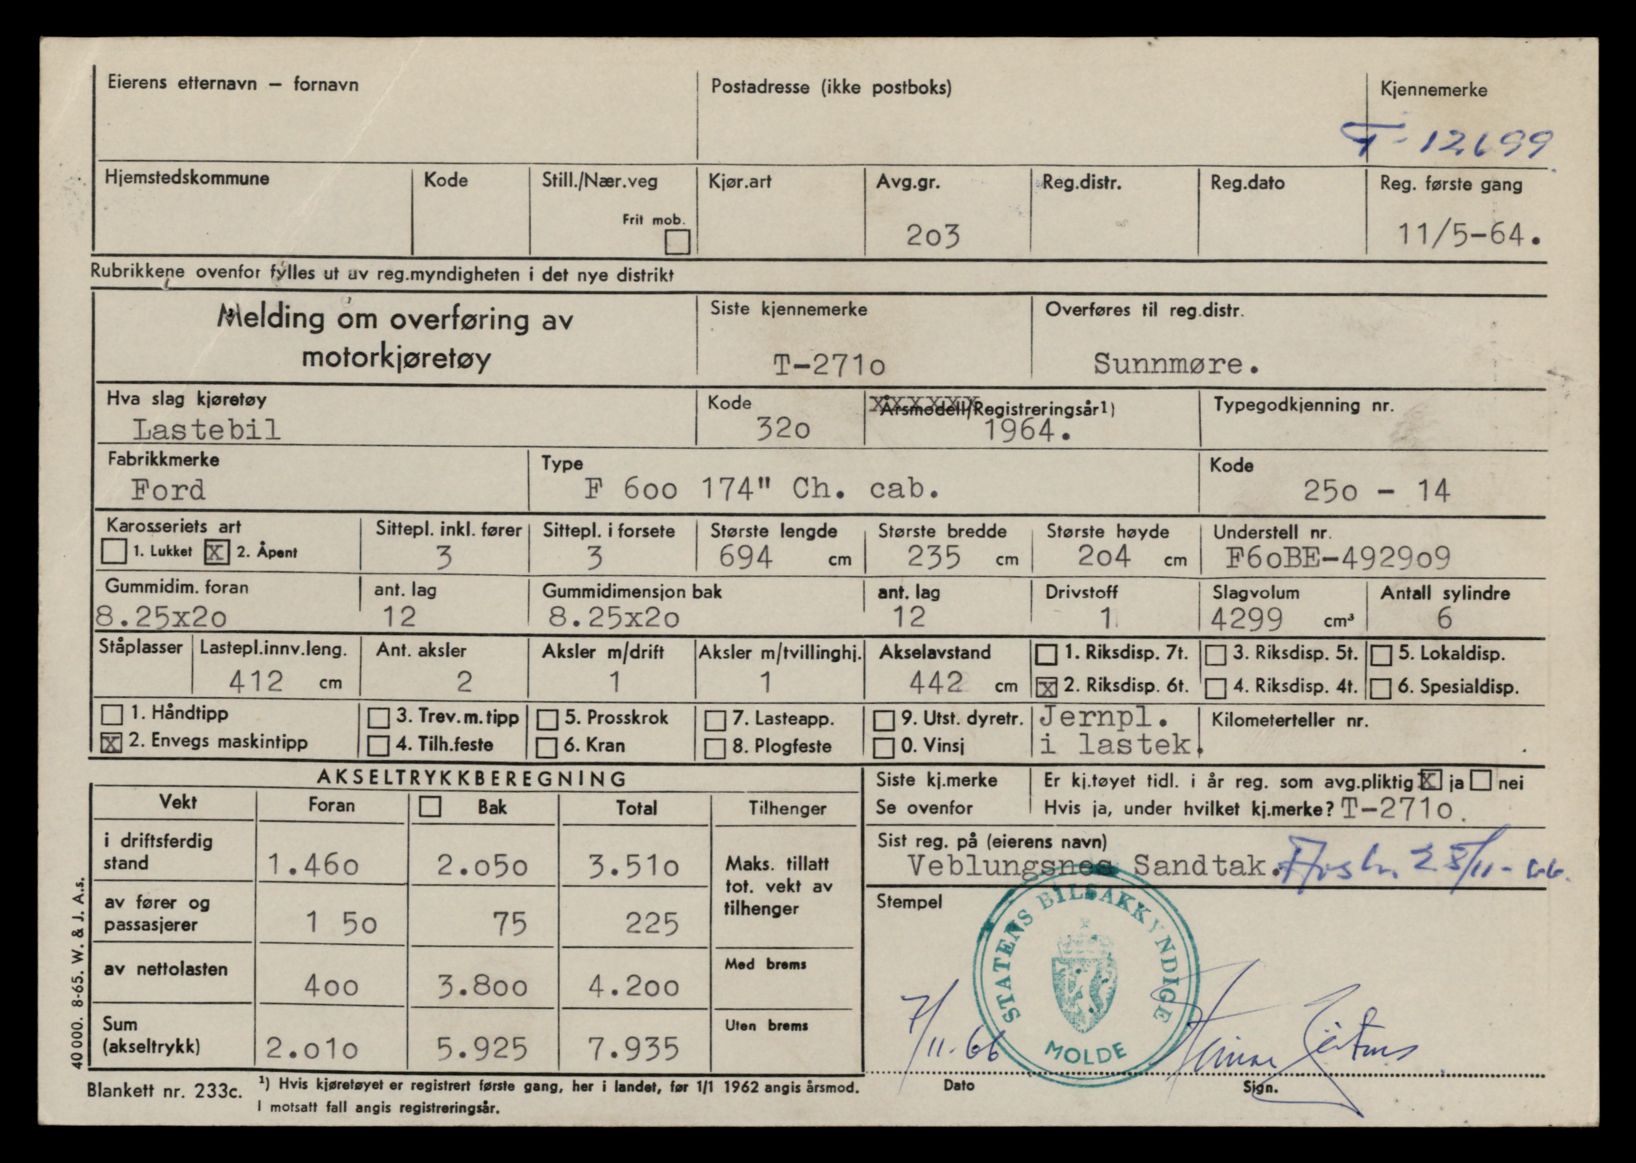 Eierens etternavn – fornavn Postadresse (ikke postboks) Kjennemerke
T-12699
Hjemstedskommune Kode Still./Nær.veg Kjør.art Avg.gr. Reg.distr. Reg.dato Reg. første gang
Frit mob.
203 11/5-64.
Rubrikkene ovenfor fylles ut av reg.myndigheten i det nye distrikt
Melding om overføring av Siste kjennemerke Overføres til reg.distr.
motorkjøretøy T-2710 Sunnmøre.
Hva slag kjøretøy Kode Årsmodell/Registreringsår1) Typegodkjenning nr.
Lastebil 320 1964.
Fabrikkmerke Type Kode
Ford F 600 174" Ch. cab. 250 - 14
Karosseriets art Sittepl. inkl. fører Sittepl. i forsete Største lengde Største bredde Største høyde Understell nr.
1. Lukket X 2. Åpent 3 3 694 cm 235 cm 204 cm F60BE-492909
Gummidim. foran ant. lag Gummidimensjon bak ant. lag Drivstoff Slagvolum Antall sylindre
8.25x20 12 8.25x20 12 1 4299 cm³ 6
Ståplasser Lastepl.innv.leng. Ant. aksler Aksler m/drift Aksler m/tvillinghj. Akselavstand 1. Riksdisp. 7t. 3. Riksdisp. 5t. 5. Lokaldisp.
412 cm 2 1 1 442 cm X 2. Riksdisp. 6t. 4. Riksdisp. 4t. 6. Spesialdisp.
1. Håndtipp 3. Trev.m.tipp 5. Prosskrok 7. Lasteapp. 9. Utst. dyretr. Jernpl. Kilometerteller nr.
X 2. Envegs maskintipp 4. Tilh.feste 6. Kran 8. Plogfeste 0. Vinsj i lastek.
AKSELTRYKKBEREGNING Siste kj.merke Er kj.tøyet tidl. i år reg. som avg.pliktig X ja nei
Vekt Foran Bak Total Tilhenger Se ovenfor Hvis ja, under hvilket kj.merke? T-2710.
i driftsferdig Sist reg. på (eierens navn)
stand 1.460 2.050 3.510 Maks. tillatt Veblungsnes Sandtak.
tot. vekt av
av fører og tilhenger Stempel
passasjerer 1 50 75 225
STATENS BILSAKKYNDIGE
av nettolasten Med brems
400 3.800 4.200
Sum Uten brems
(akseltrykk) 2.010 5.925 7.935 7/11.66 MOLDE
Dato Sign.
Blankett nr. 233c. 1) Hvis kjøretøyet er registrert første gang, her i landet, før 1/1 1962 angis årsmod.
I motsatt fall angis registreringsår.
40 000. 8-65. W. & J. A.s.